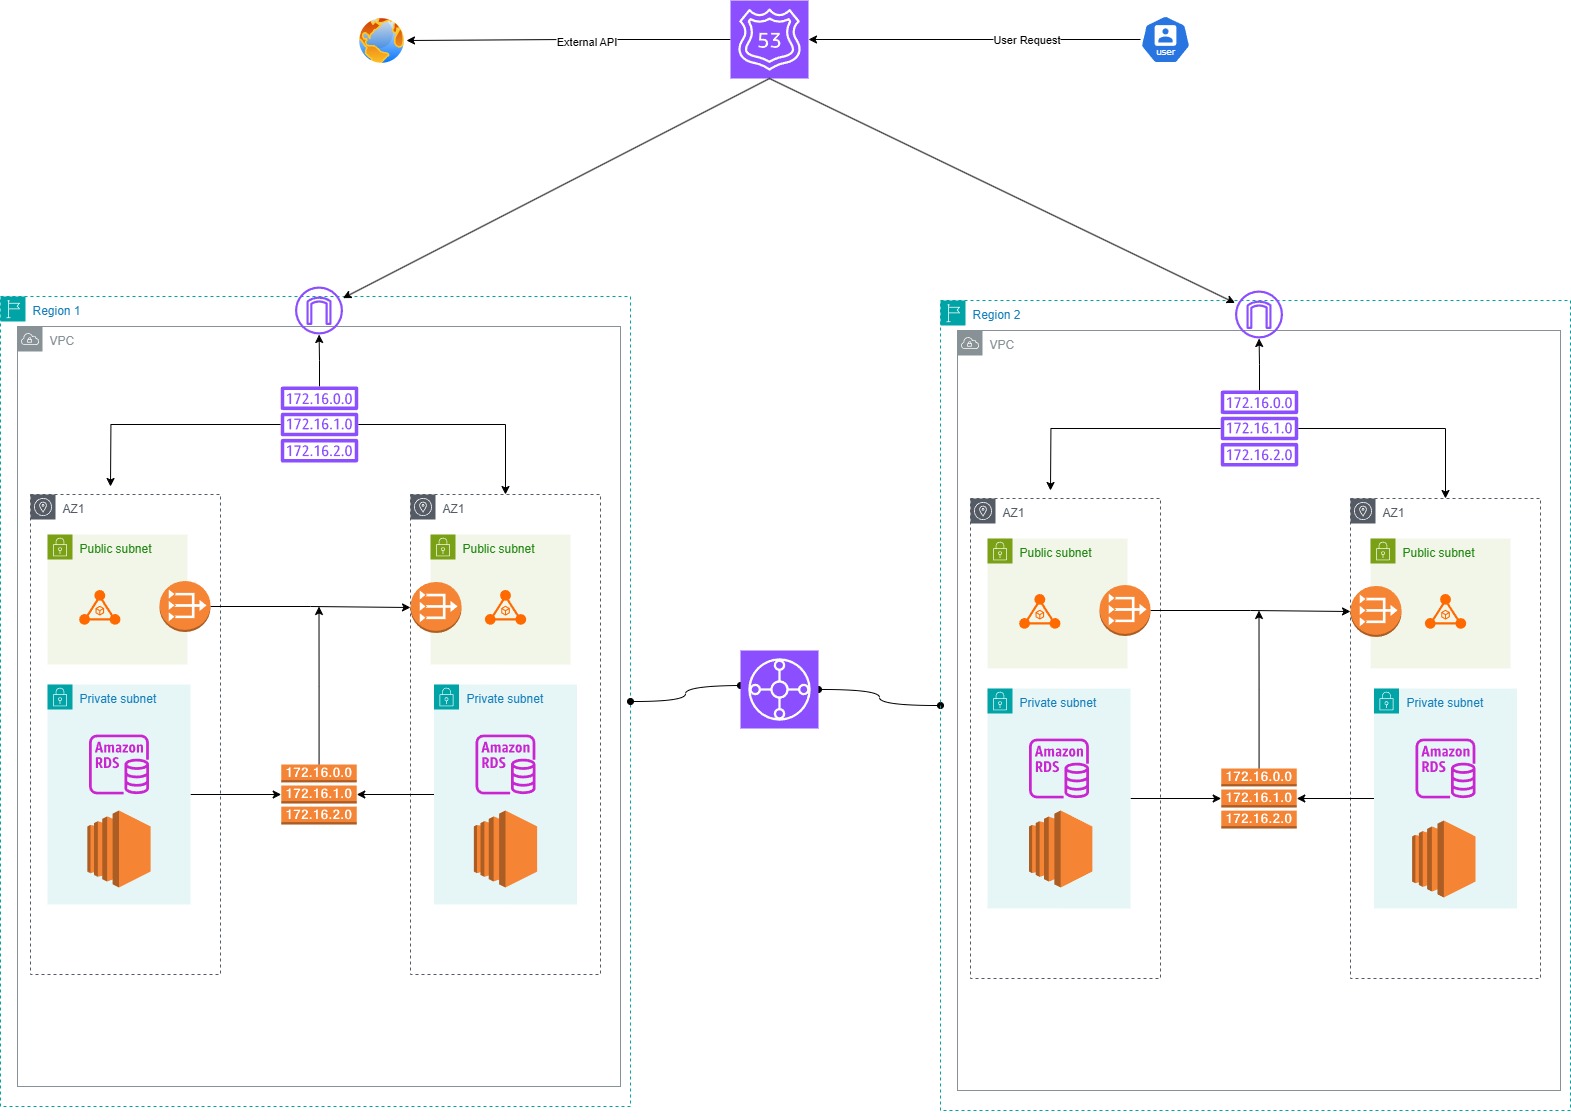 53
External API
User Request
user
Region 1
VPC
172.16.0.0
172.16.1.0
172.16.2.0
AZ1
Public subnet
Private subnet
Amazon
RDS
AZ1
Public subnet
Private subnet
Amazon
RDS
172.16.0.0
172.16.1.0
172.16.2.0
Region 2
VPC
172.16.0.0
172.16.1.0
172.16.2.0
AZ1
Public subnet
Private subnet
Amazon
RDS
AZ1
Public subnet
Private subnet
Amazon
RDS
172.16.0.0
172.16.1.0
172.16.2.0